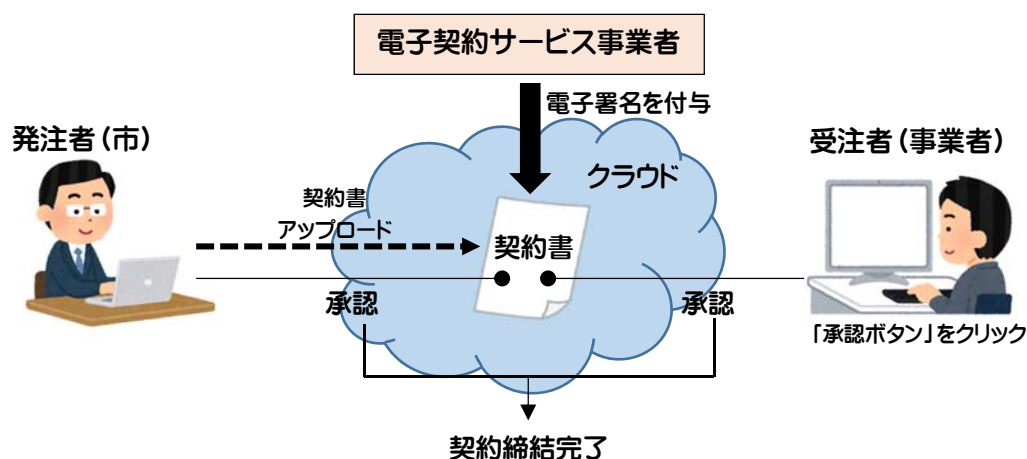 電子契約サービス事業者
電子署名を付与
発注者(市)
受注者(事業者)
クラウド
契約書
アップロード
契約書
承認
承認
「承認ボタン」をクリック
契約締結完了